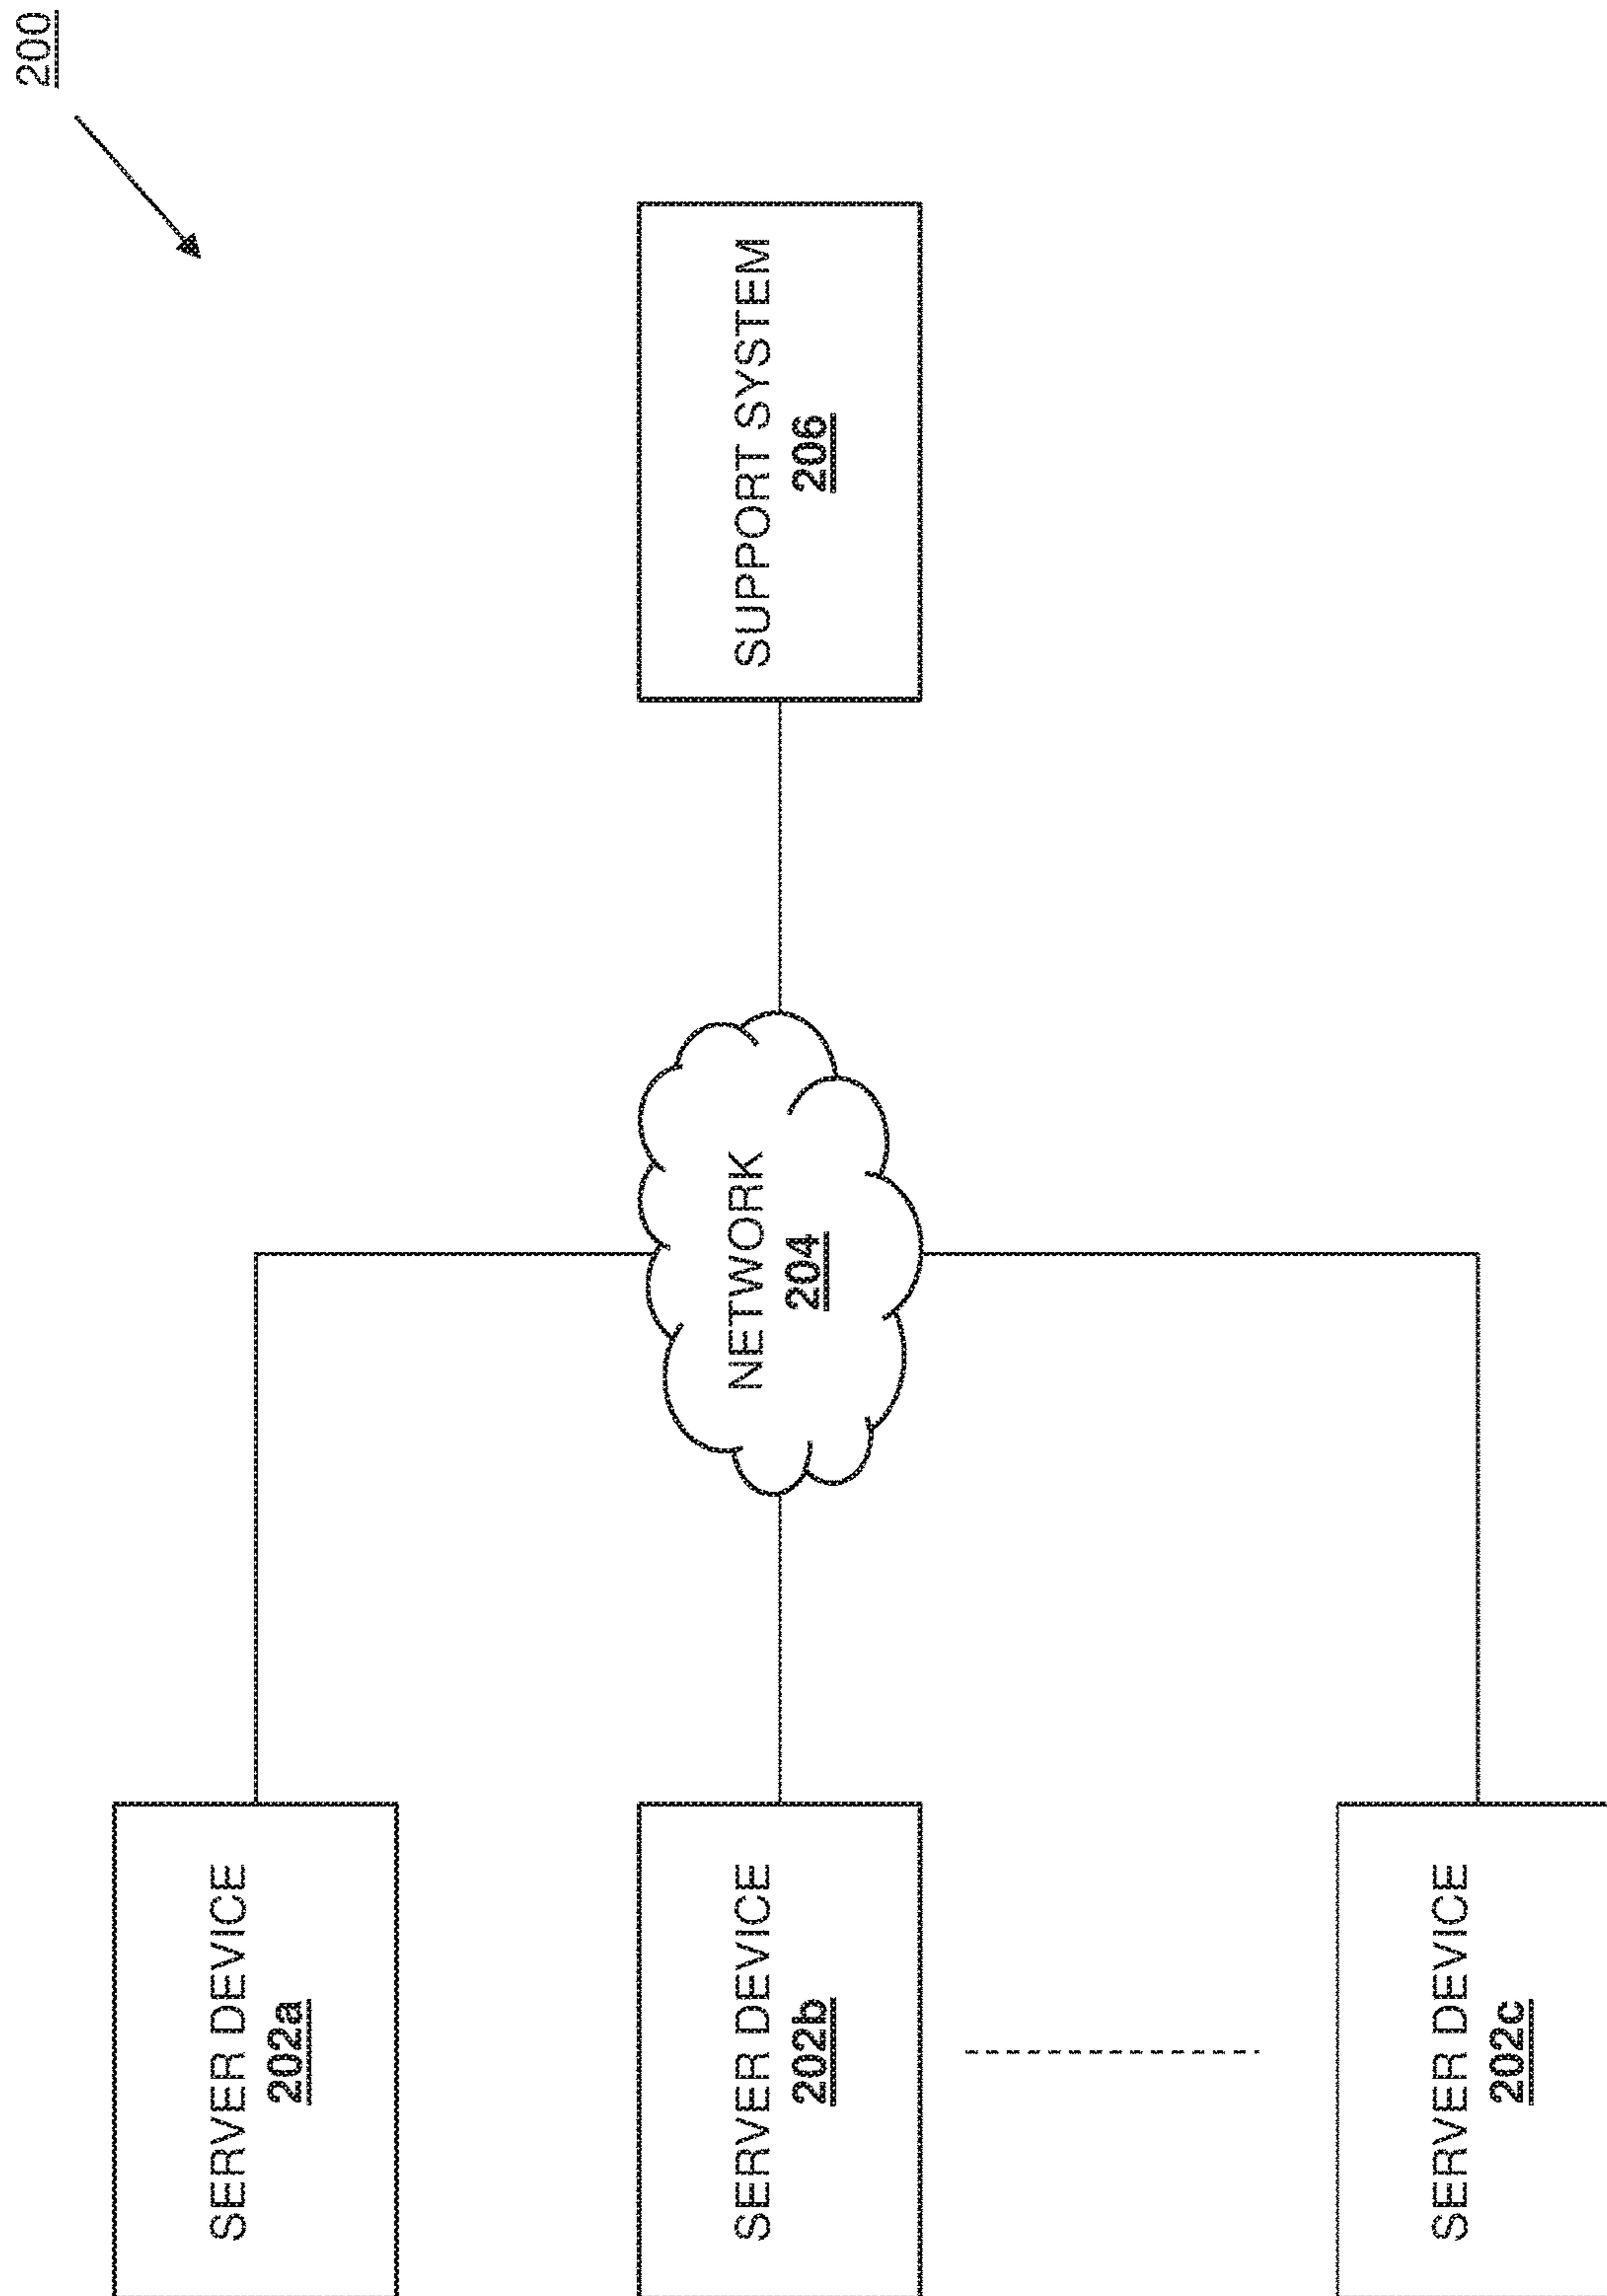 200
SERVER DEVICE
202a
SERVER DEVICE
202b
SERVER DEVICE
202c
NETWORK
204
SUPPORT SYSTEM
206